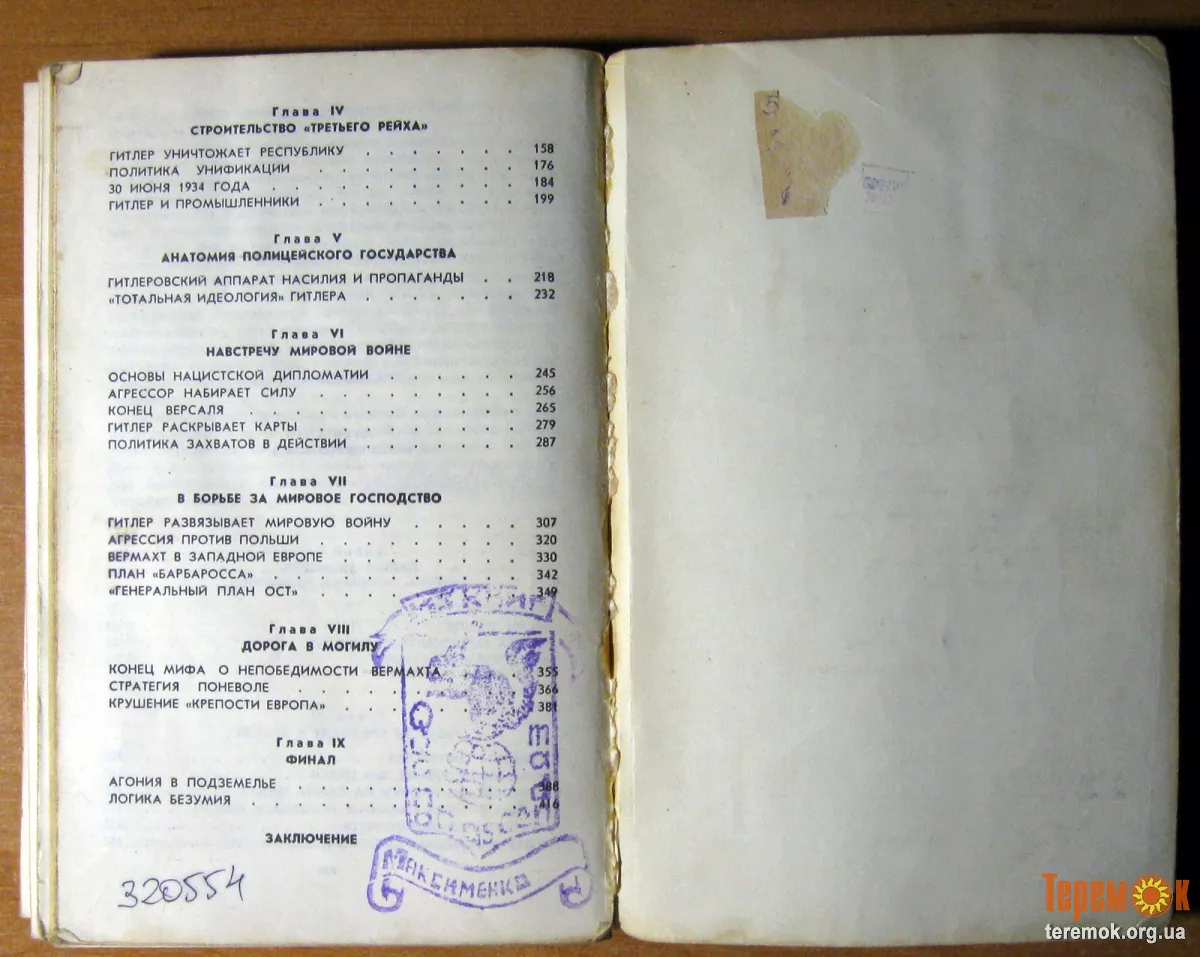 Глава IV
СТРОИТЕЛЬСТВО «ТРЕТЬЕГО РЕЙХА»
ГИТЛЕР УНИЧТОЖАЕТ РЕСПУБЛИКУ . . . . . . . 158
ПОЛИТИКА УНИФИКАЦИИ . . . . . . . . . 176
30 ИЮНЯ 1934 ГОДА . . . . . . . . . . . 184
ГИТЛЕР И ПРОМЫШЛЕННИКИ . . . . . . . . . 199
Глава V
АНАТОМИЯ ПОЛИЦЕЙСКОГО ГОСУДАРСТВА
ГИТЛЕРОВСКИЙ АППАРАТ НАСИЛИЯ И ПРОПАГАНДЫ . . 218
«ТОТАЛЬНАЯ ИДЕОЛОГИЯ» ГИТЛЕРА . . . . . . . 232
Глава VI
НАВСТРЕЧУ МИРОВОЙ ВОЙНЕ
ОСНОВЫ НАЦИСТСКОЙ ДИПЛОМАТИИ . . . . . . 245
АГРЕССОР НАБИРАЕТ СИЛУ . . . . . . . . . 256
КОНЕЦ ВЕРСАЛЯ . . . . . . . . . . . . 265
ГИТЛЕР РАСКРЫВАЕТ КАРТЫ . . . . . . . . . 279
ПОЛИТИКА ЗАХВАТОВ В ДЕЙСТВИИ . . . . . . . 287
Глава VII
В БОРЬБЕ ЗА МИРОВОЕ ГОСПОДСТВО
ГИТЛЕР РАЗВЯЗЫВАЕТ МИРОВУЮ ВОЙНУ . . . . . 307
АГРЕССИЯ ПРОТИВ ПОЛЬШИ . . . . . . . . . 320
ВЕРМАХТ В ЗАПАДНОЙ ЕВРОПЕ . . . . . . . . 330
ПЛАН «БАРБАРОССА» . . . . . . . . . . . 342
«ГЕНЕРАЛЬНЫЙ ПЛАН ОСТ» . . . . . . . . . 349
Глава VIII
ДОРОГА В МОГИЛУ
КОНЕЦ МИФА О НЕПОБЕДИМОСТИ ВЕРМАХТА . . . 355
СТРАТЕГИЯ ПОНЕВОЛЕ . . . . . . . . . . 366
КРУШЕНИЕ «КРЕПОСТИ ЕВРОПА» . . . . . . . . 381
Глава IX
ФИНАЛ
АГОНИЯ В ПОДЗЕМЕЛЬЕ . . . . . . . . . . 388
ЛОГИКА БЕЗУМИЯ . . . . . . . . . . . . 416
ЗАКЛЮЧЕНИЕ
МАКСИМЕНКО
320554
ТеремОк
teremok.org.ua